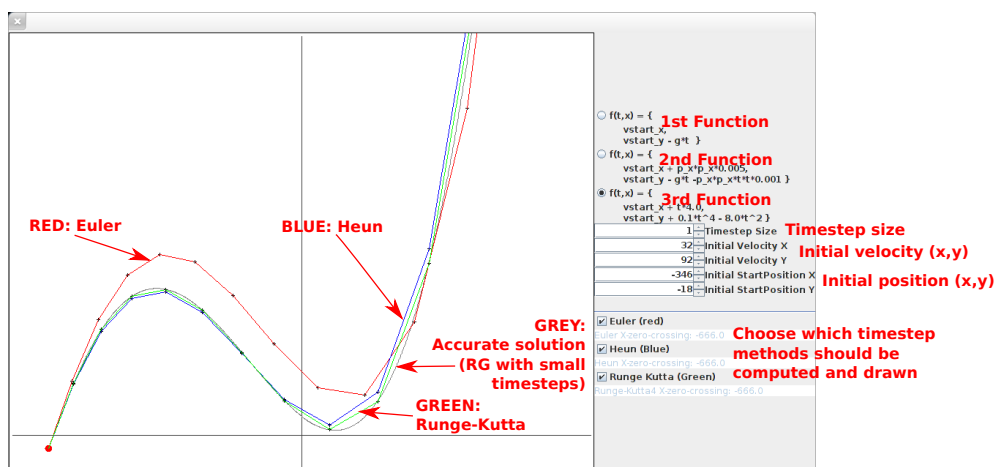 f(t,x) = {
vstart_x,
vstart_y - g*t }
1st Function
f(t,x) = {
vstart_x + p_x*p_x*0.005,
vstart_y - g*t -p_x*p_x*t*t*0.001 }
2nd Function
f(t,x) = {
vstart_x + t*4.0,
vstart_y + 0.1*t^4 - 8.0*t^2 }
3rd Function
RED: Euler
BLUE: Heun
1 Timestep Size
Timestep size
32 Initial Velocity X
92 Initial Velocity Y
Initial velocity (x,y)
-346 Initial StartPosition X
-18 Initial StartPosition Y
Initial position (x,y)
GREY:
Accurate solution
(RG with small
timesteps)
GREEN:
Runge-Kutta
Euler (red)
Euler X-zero-crossing: -666.0
Heun (Blue)
Heun X-zero-crossing: -666.0
Runge Kutta (Green)
Runge-Kutta4 X-zero-crossing: -666.0
Choose which timestep
methods should be
computed and drawn